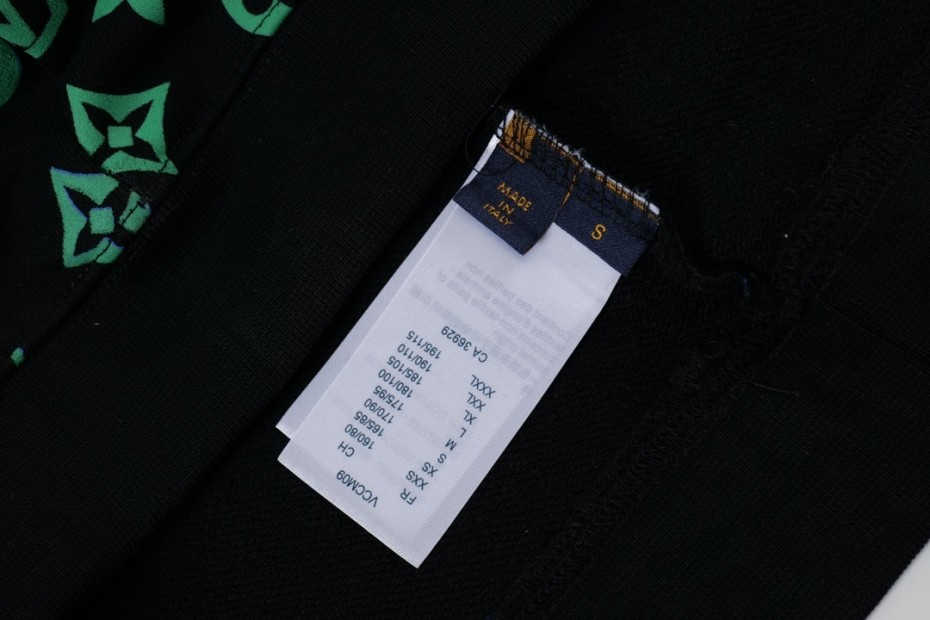 MADE
IN
ITALY
S
VCCM09
FR CH
XXS 160/80
XS 165/85
S 170/90
M 175/95
L 180/100
XL 185/105
XXL 190/110
XXXL 195/115
CA 36929